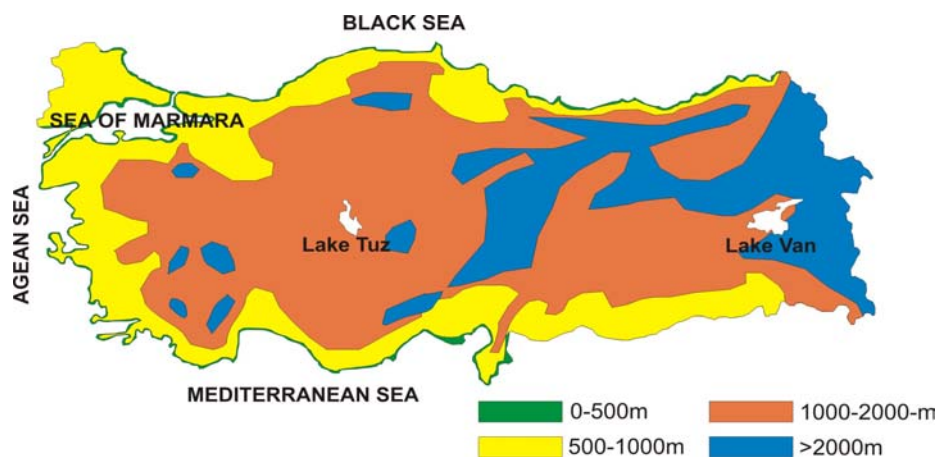 BLACK SEA
SEA OF MARMARA
AGEAN SEA
Lake Tuz
Lake Van
MEDITERRANEAN SEA
0-500m
1000-2000-m
500-1000m
>2000m